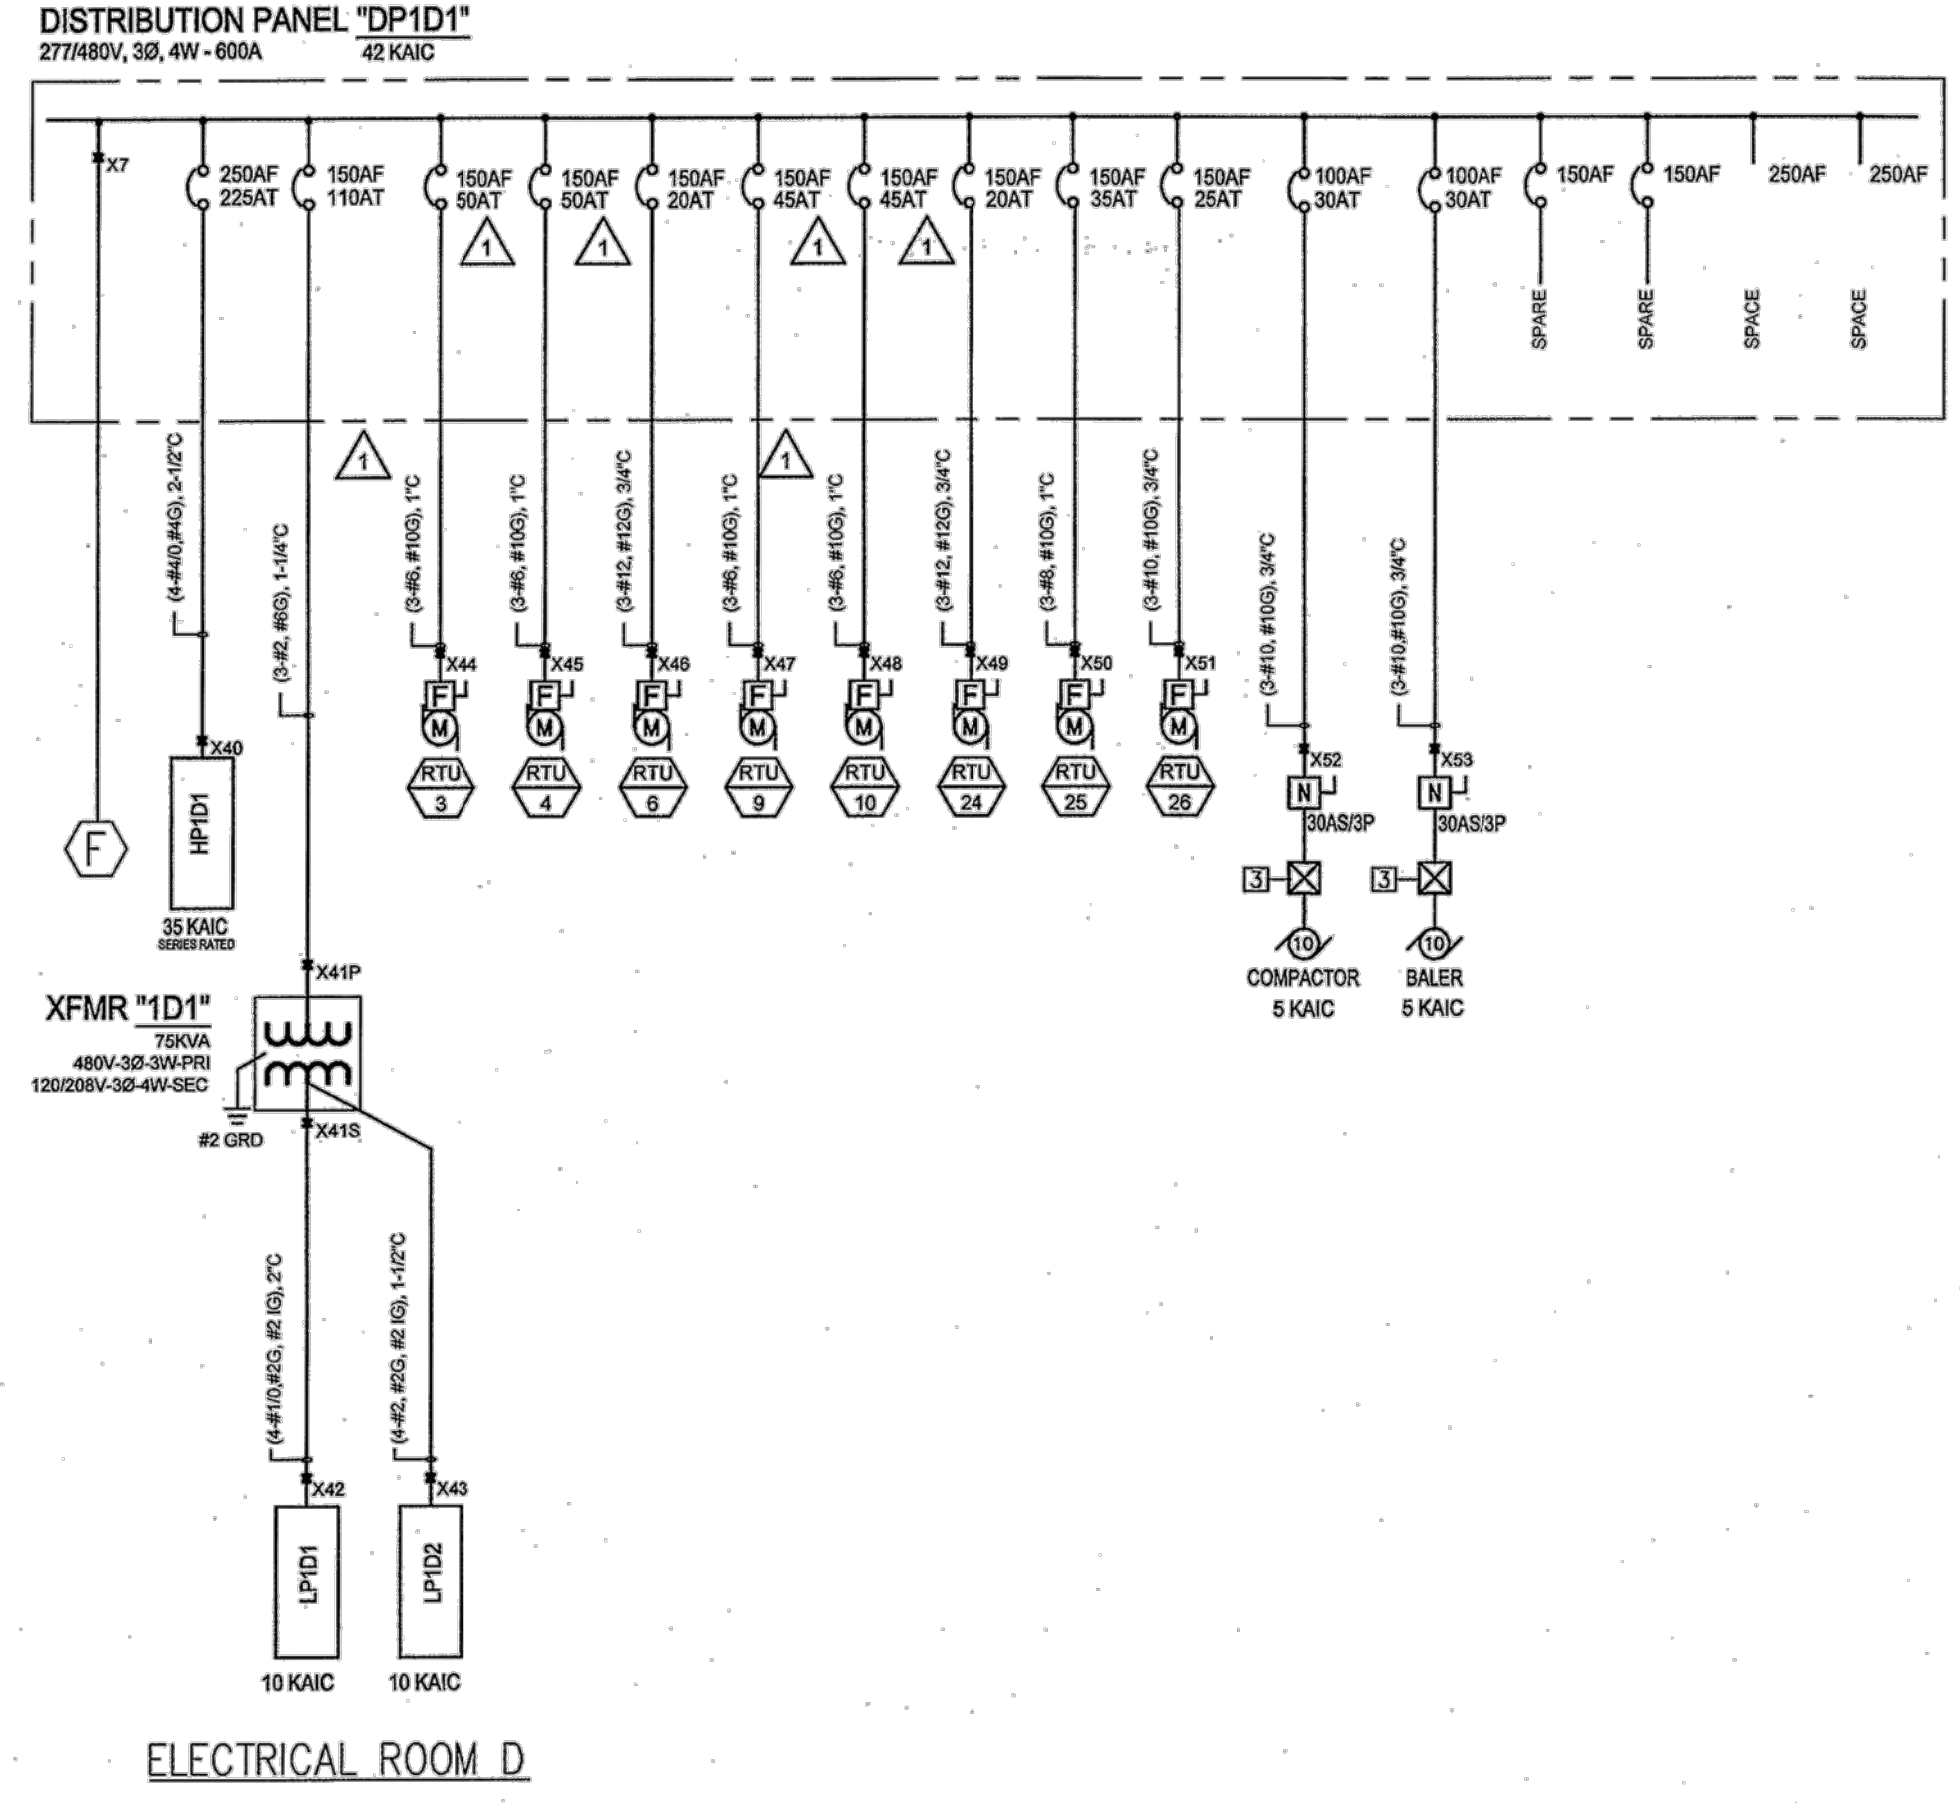 DISTRIBUTION PANEL "DP1D1"
277/480V, 3Ø, 4W - 600A
42 KAIC
X7
250AF
225AT
150AF
110AT
150AF
50AT
150AF
50AT
150AF
20AT
150AF
45AT
150AF
45AT
150AF
20AT
150AF
35AT
150AF
25AT
100AF
30AT
100AF
30AT
150AF
150AF
250AF
250AF
1
1
1
1
SPARE
SPARE
SPACE
SPACE
1
1
(4-#4/0,#4G), 2-1/2"C
(3-#2, #6G), 1-1/4"C
(3-#6, #10G), 1"C
(3-#6, #10G), 1"C
(3-#12, #12G), 3/4"C
(3-#6, #10G), 1"C
(3-#6, #10G), 1"C
(3-#12, #12G), 3/4"C
(3-#8, #10G), 1"C
(3-#10, #10G), 3/4"C
(3-#10, #10G), 3/4"C
(3-#10,#10G), 3/4"C
X44
X45
X46
X47
X48
X49
X50
X51
F
F
F
F
F
F
F
F
M
M
M
M
M
M
M
M
RTU
3
RTU
4
RTU
6
RTU
9
RTU
10
RTU
24
RTU
25
RTU
26
X40
X52
X53
N
N
30AS/3P
30AS/3P
F
HP1D1
35 KAIC
SERIES RATED
3
3
10
10
COMPACTOR
5 KAIC
BALER
5 KAIC
X41P
XFMR "1D1"
75KVA
480V-3Ø-3W-PRI
120/208V-3Ø-4W-SEC
#2 GRD
X41S
(4-#1/0,#2G, #2 IG), 2"C
(4-#2, #2G, #2 IG), 1-1/2"C
X42
X43
LP1D1
LP1D2
10 KAIC
10 KAIC
ELECTRICAL ROOM D